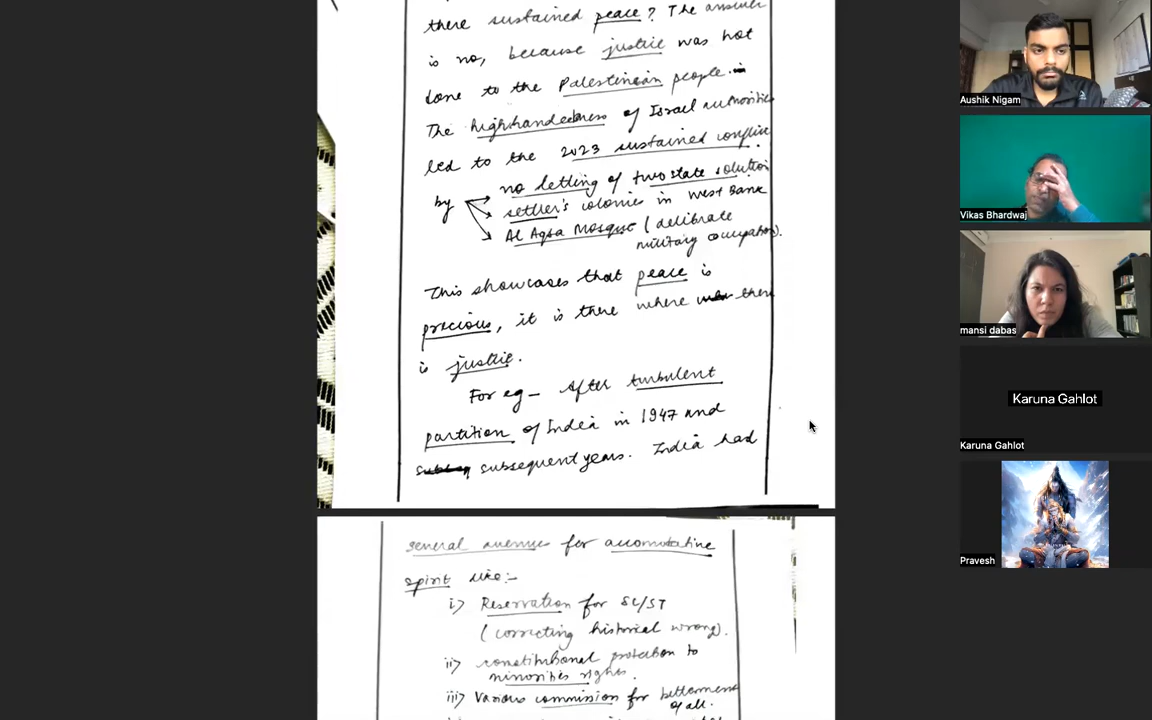 there sustained peace? The answer
is no, because justice was not
done to the Palestinian people.
The highhandedness of Israel authorities
led to the 2023 sustained conflict
by
no letting of two state solution
settler's colonies in West Bank
Al Aqsa Mosque (delibrate
military occupation).
This showcases that peace is
precious, it is there where there
is justice.
For eg - After turbulent
partition of India in 1947 and
subsequent years. India had
several avenues for accomotative
spirit like:-
i) Reservation for SC/ST
(correcting historical wrong).
ii) constitutional protection to
minorities rights.
iii) Various commission for betterment
of all.
Aushik Nigam
Vikas Bhardwaj
mansi dabas
Karuna Gahlot
Karuna Gahlot
Pravesh